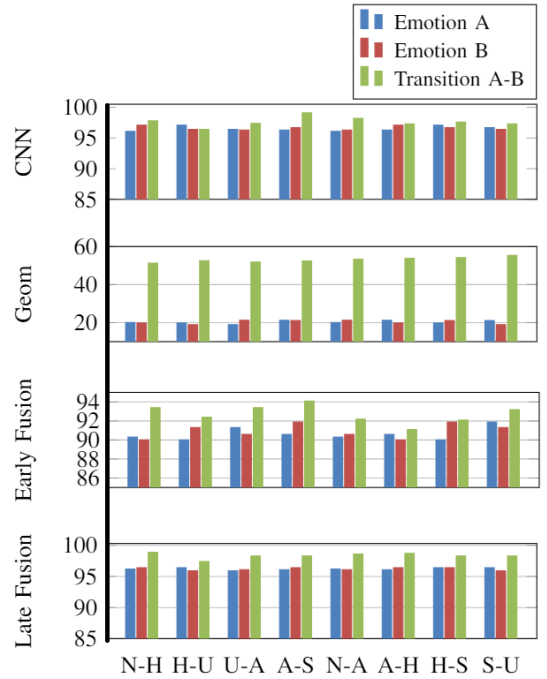 Emotion A
Emotion B
Transition A-B
CNN
100
95
90
85
Geom
60
40
20
Early Fusion
94
92
90
88
86
Late Fusion
100
95
90
85
N-H H-U U-A A-S N-A A-H H-S S-U